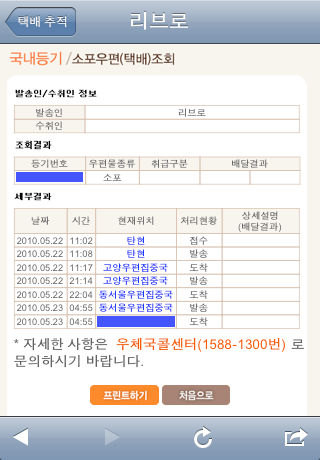 택배 추적
리브로
국내등기/소포우편(택배)조회
발송인/수취인 정보
발송인 리브로
수취인
조회결과
등기번호 우편물종류 취급구분 배달결과
소포
세부결과
날짜 시간 현재위치 처리현황 상세설명
(배달결과)
2010.05.22 11:02 탄현 접수
2010.05.22 11:08 탄현 발송
2010.05.22 11:17 고양우편집중국 도착
2010.05.22 21:14 고양우편집중국 발송
2010.05.22 22:04 동서울우편집중국 도착
2010.05.23 04:55 동서울우편집중국 발송
2010.05.23 04:55 도착
* 자세한 사항은 우체국콜센터(1588-1300번) 로
문의하시기 바랍니다.
프린트하기 처음으로